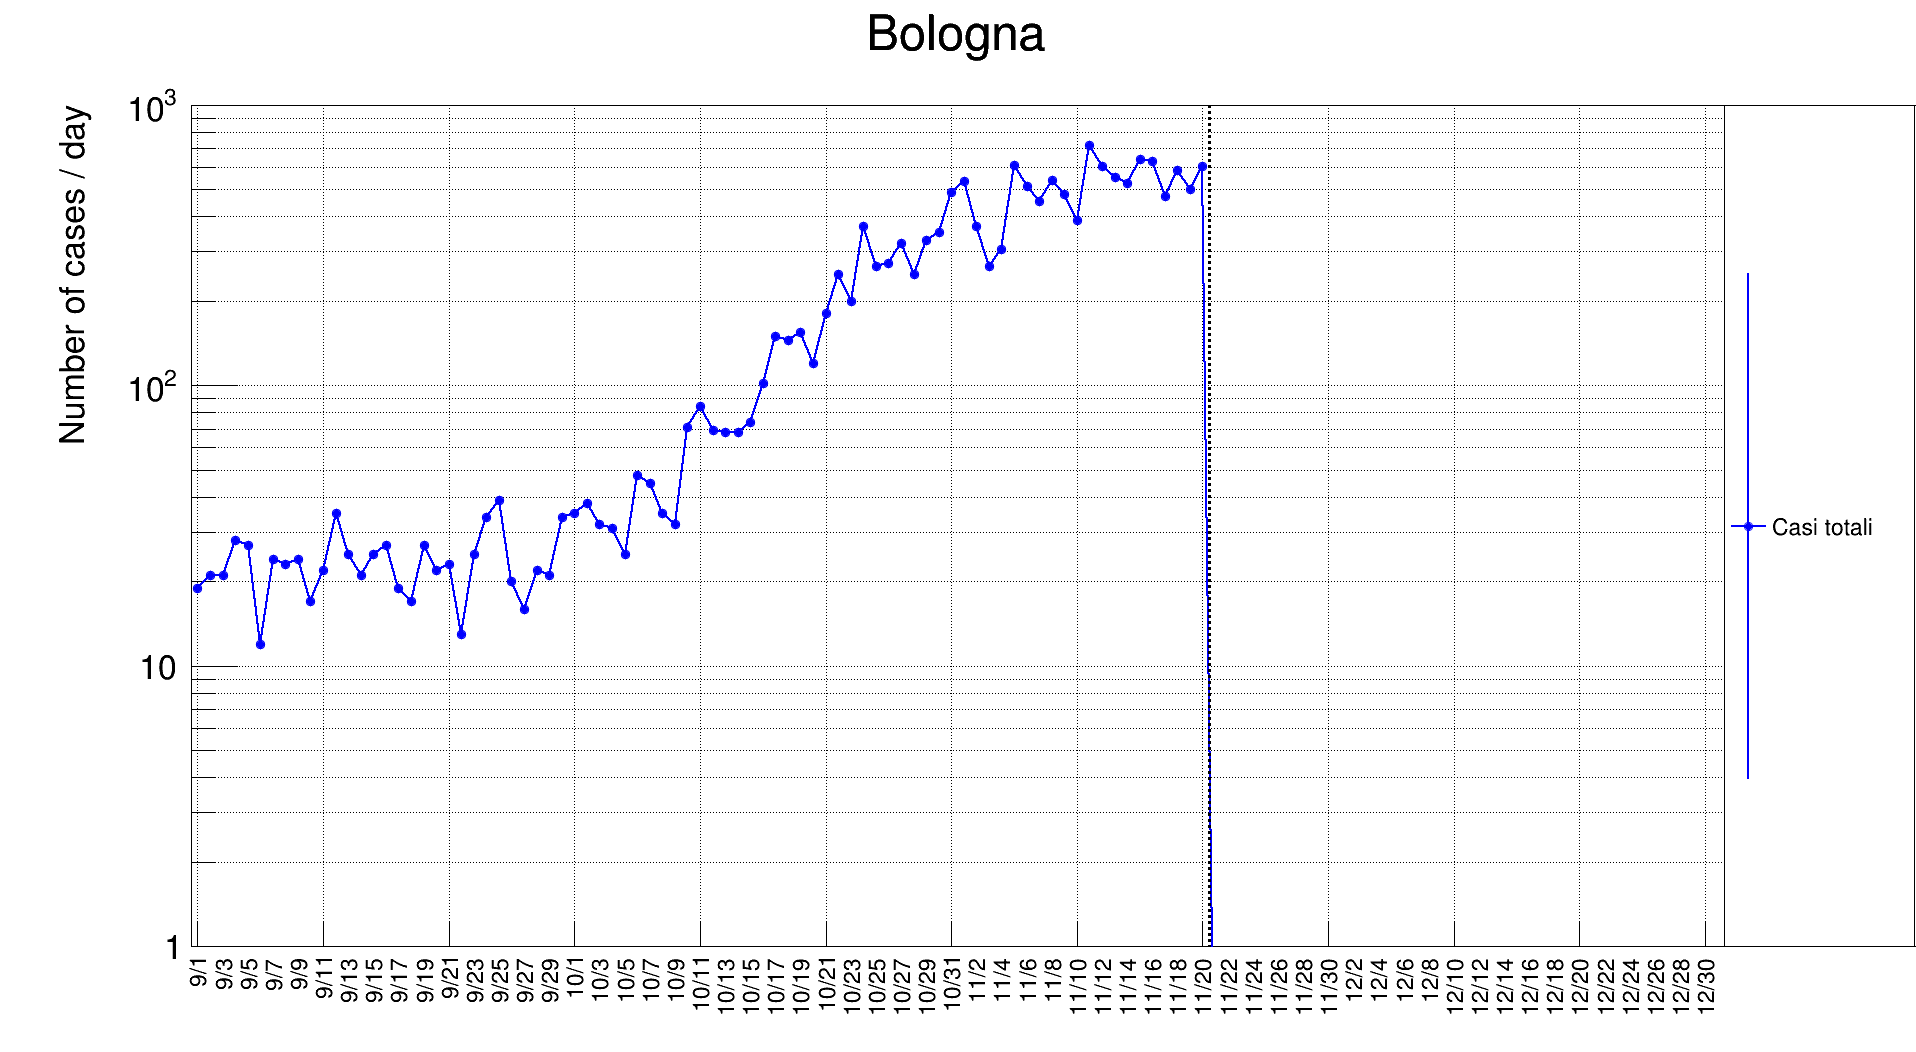 Bologna
Number of cases / day
10³
10²
10
1
9/1 9/3 9/5 9/7 9/9 9/11 9/13 9/15 9/17 9/19 9/21 9/23 9/25 9/27 9/29 10/1 10/3 10/5 10/7 10/9 10/11 10/13 10/15 10/17 10/19 10/21 10/23 10/25 10/27 10/29 10/31 11/2 11/4 11/6 11/8 11/10 11/12 11/14 11/16 11/18 11/20 11/22 11/24 11/26 11/28 11/30 12/2 12/4 12/6 12/8 12/10 12/12 12/14 12/16 12/18 12/20 12/22 12/24 12/26 12/28 12/30
Casi totali